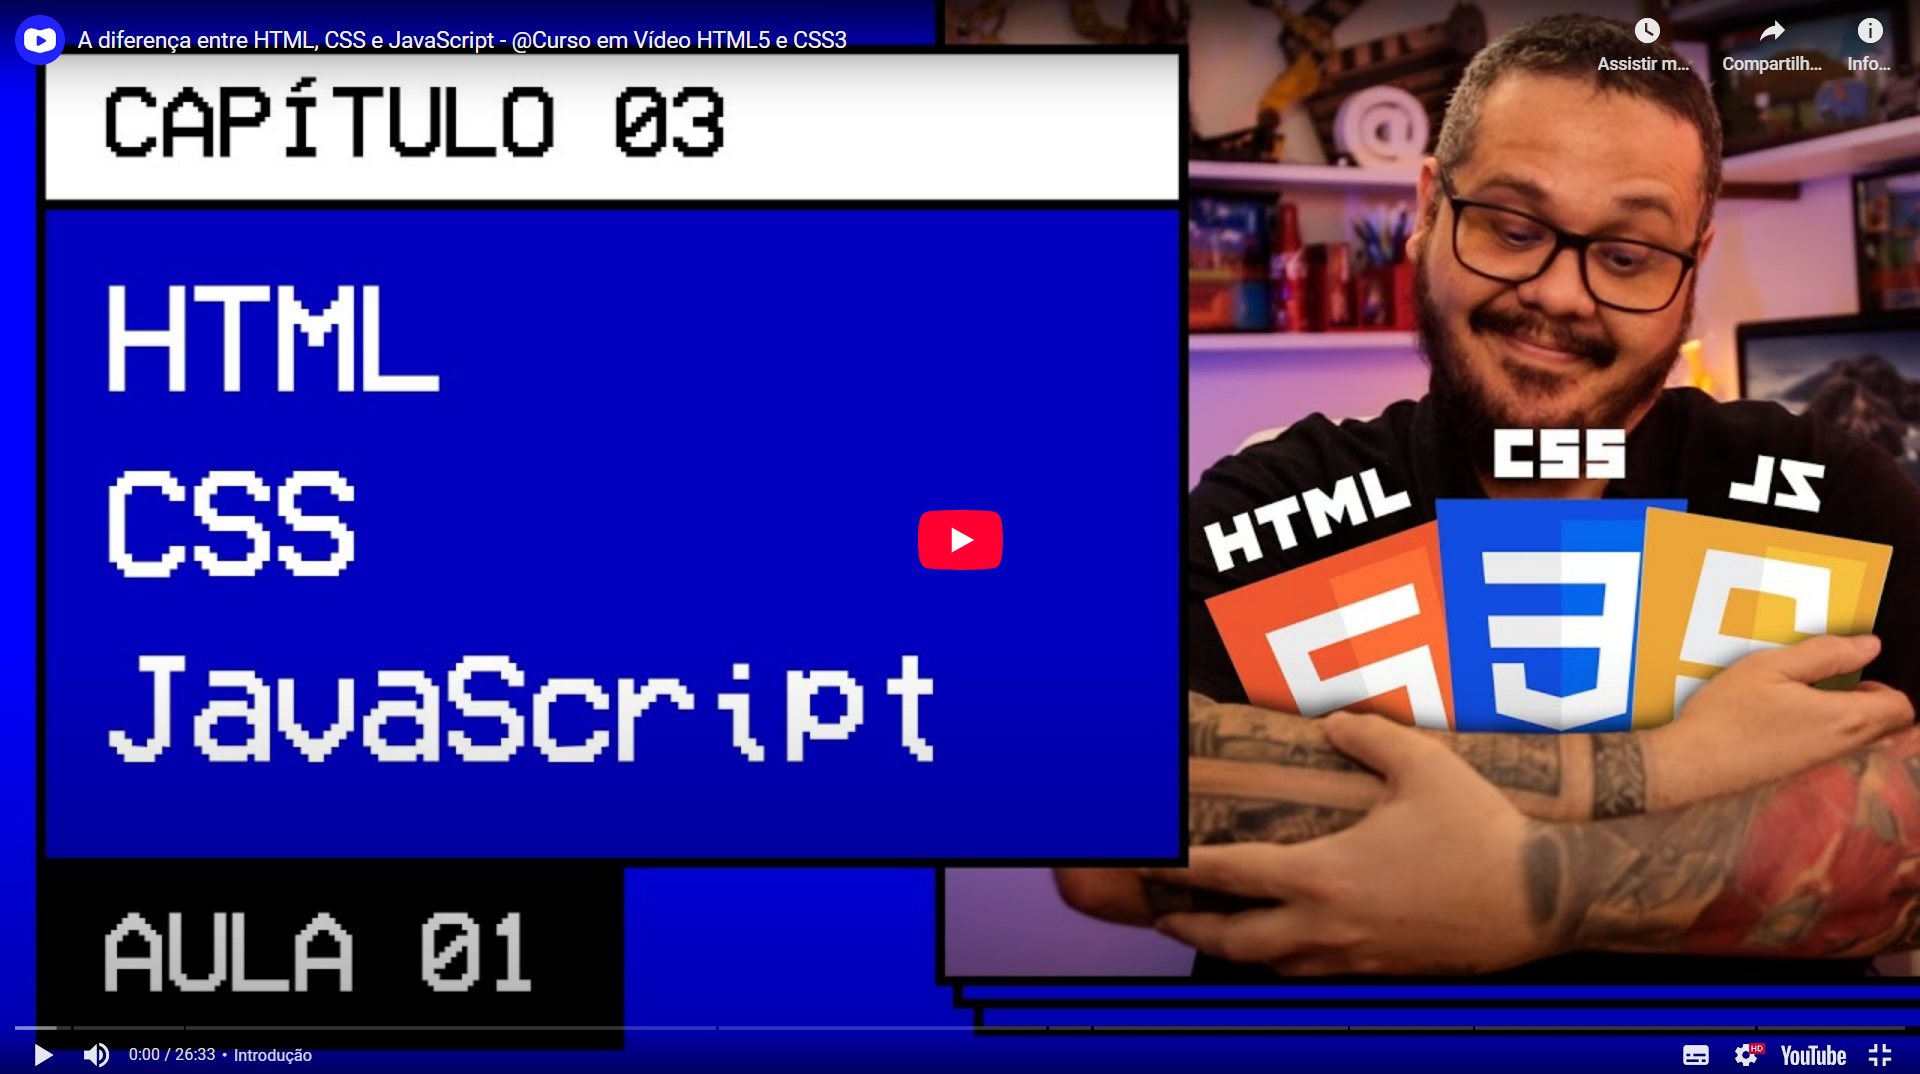 A diferença entre HTML, CSS e JavaScript - @Curso em Vídeo HTML5 e CSS3
Assistir m...
Compartilh...
Info...
CAPÍTULO 03
HTML
CSS
JavaScript
HTML
CSS
JS
AULA 01
0:00 / 26:33 • Introdução
HD
YouTube